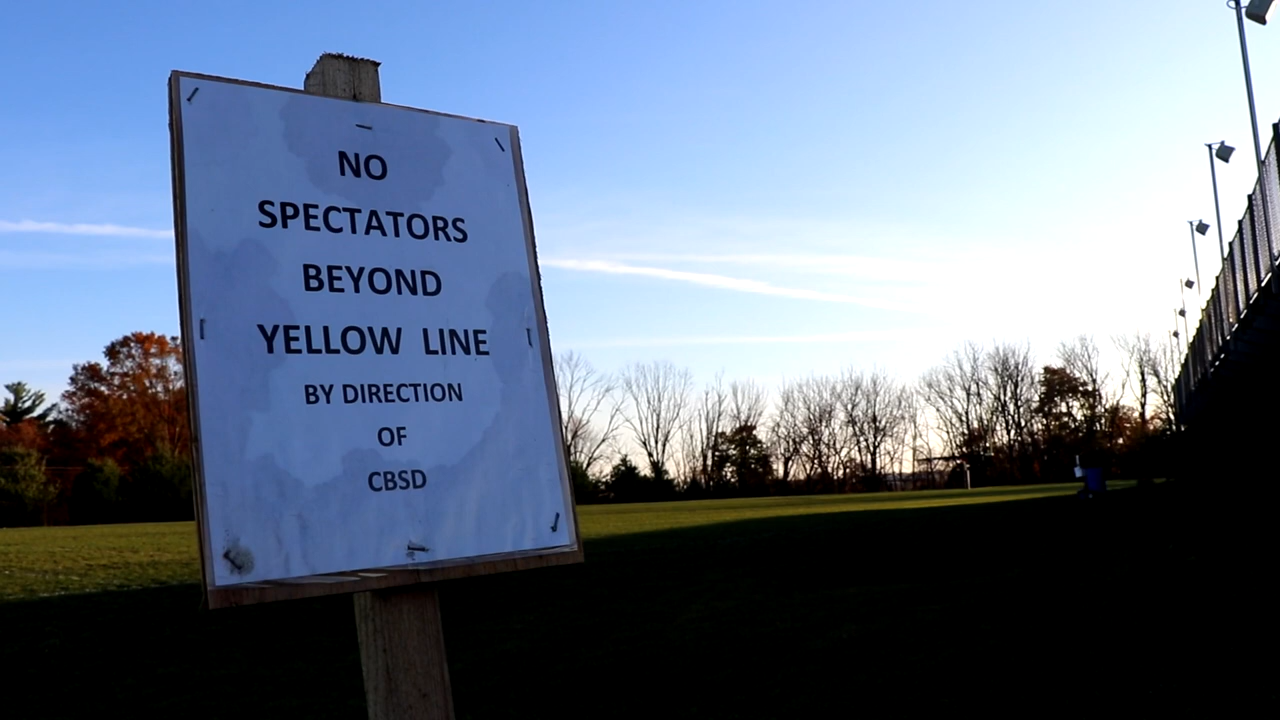 NO
SPECTATORS
BEYOND
YELLOW LINE
BY DIRECTION
OF
CBSD